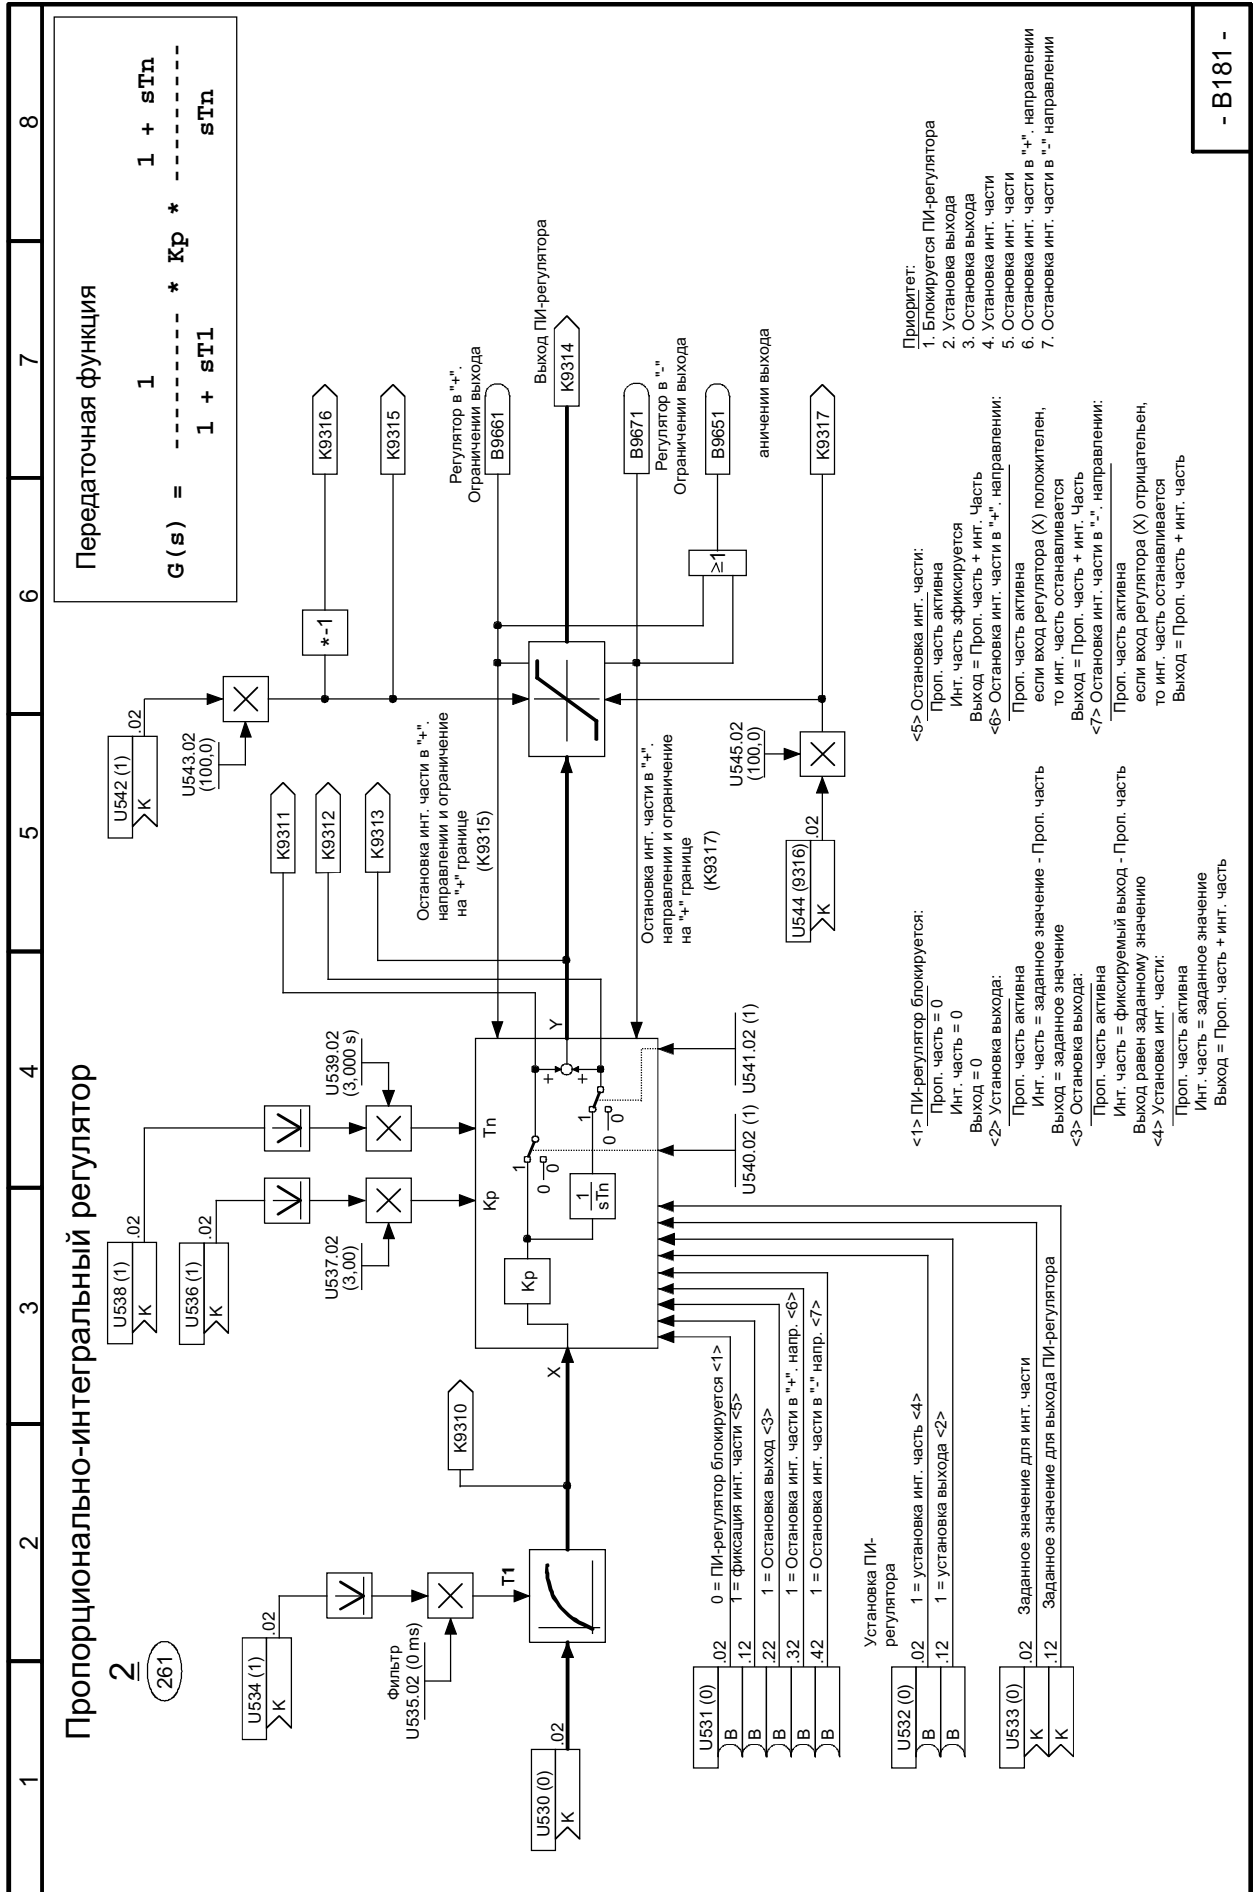 1 2 3 4 5 6 7 8
Пропорционально-интегральный регулятор
2
261
Передаточная функция
1 1 + sTn
G(s) = -------- * Kp * -----------
1 + sT1 sTn
U534 (1)
K
.02
Фильтр
U535.02 (0 ms)
T1
U530 (0)
K
.02
K9310
U538 (1)
K
.02
U536 (1)
K
.02
U537.02
(3,00)
U539.02
(3,000 s)
Kp
Tn
X
Kp
1
sTn
1
0
0
1
0
0
+
+
Y
U540.02 (1)
U541.02 (1)
K9311
K9312
K9313
Остановка инт. части в "+".
направлении и ограничение
на "+" границе
(K9315)
Остановка инт. части в "+".
направлении и ограничение
на "+" границе
(K9317)
U542 (1)
K
.02
U543.02
(100,0)
*-1
U545.02
(100,0)
U544 (9316)
K
.02
≥1
K9316
K9315
Регулятор в "+".
Ограничении выхода
B9661
Выход ПИ-регулятора
K9314
B9671
Регулятор в "-"
Ограничении выхода
B9651
аничении выхода
K9317
U531 (0)
B .02 0 = ПИ-регулятор блокируется <1>
B .12 1 = фиксация инт. части <5>
B .22 1 = Остановка выход <3>
B .32 1 = Остановка инт. части в "+". напр. <6>
B .42 1 = Остановка инт. части в "-" напр. <7>
Установка ПИ-
регулятора
U532 (0)
B .02 1 = установка инт. часть <4>
B .12 1 = установка выхода <2>
U533 (0)
K .02 Заданное значение для инт. части
K .12 Заданное значение для выхода ПИ-регулятора
<1> ПИ-регулятор блокируется:
Проп. часть = 0
Инт. часть = 0
Выход = 0
<2> Установка выхода:
Проп. часть активна
Инт. часть = заданное значение - Проп. часть
Выход = заданное значение
<3> Остановка выхода:
Проп. часть активна
Инт. часть = фиксируемый выход - Проп. часть
Выход равен заданному значению
<4> Установка инт. части:
Проп. часть активна
Инт. часть = заданное значение
Выход = Проп. часть + инт. часть
<5> Остановка инт. части:
Проп. часть активна
Инт. часть зфиксируется
Выход = Проп. часть + инт. Часть
<6> Остановка инт. части в "+". направлении:
Проп. часть активна
если вход регулятора (X) положителен,
то инт. часть останавливается
Выход = Проп. часть + инт. Часть
<7> Остановка инт. части в "-". направлении:
Проп. часть активна
если вход регулятора (X) отрицательен,
то инт. часть останавливается
Выход = Проп. часть + инт. часть
Приоритет:
1. Блокируется ПИ-регулятора
2. Установка выхода
3. Остановка выхода
4. Установка инт. части
5. Остановка инт. части
6. Остановка инт. части в "+". направлении
7. Остановка инт. части в "-" направлении
- B181 -